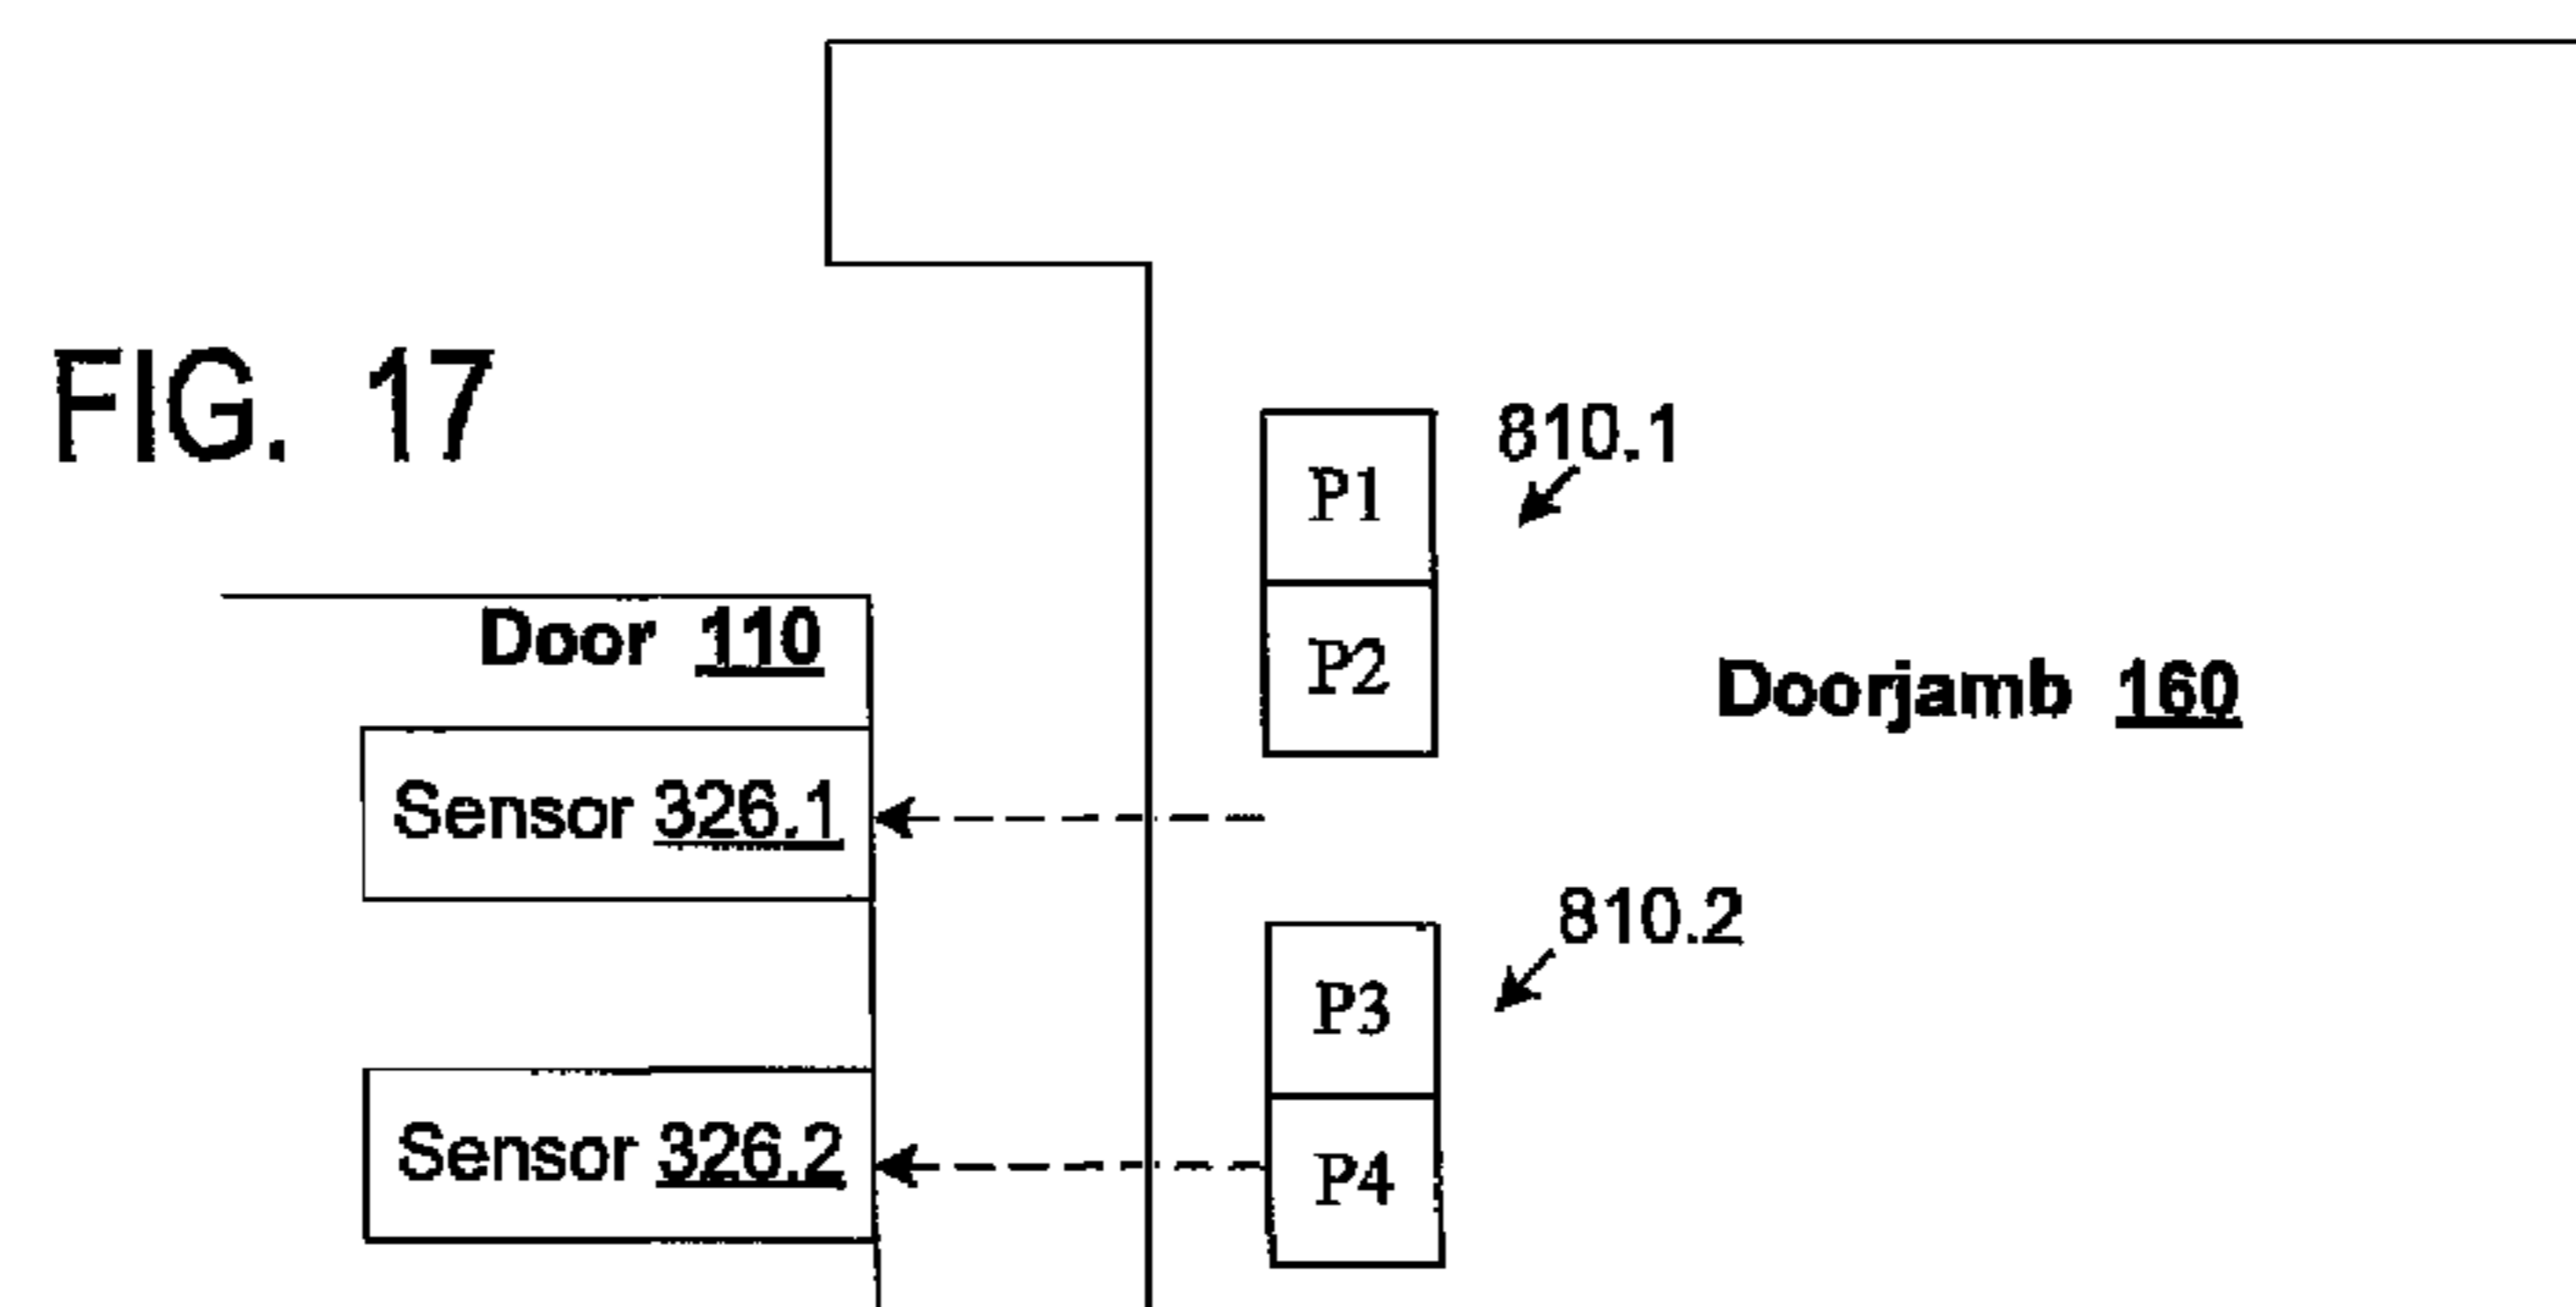 FIG. 17
810.1
P1
P2
Door 110
Doorjamb 160
Sensor 326.1
810.2
P3
Sensor 326.2
P4